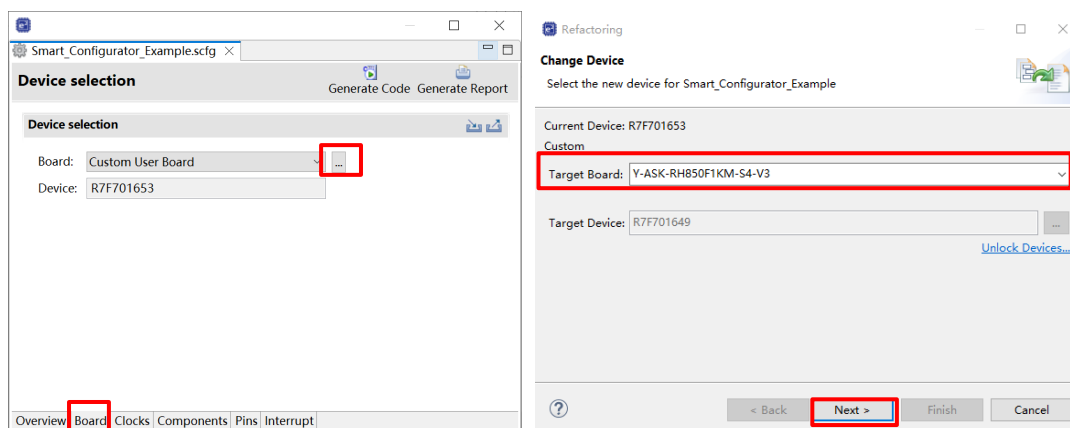 Smart_Configurator_Example.scfg
Device selection
Generate Code Generate Report
Device selection
Board: Custom User Board ...
Device: R7F701653
Overview Board Clocks Components Pins Interrupt
Refactoring
Change Device
Select the new device for Smart_Configurator_Example
Current Device: R7F701653
Custom
Target Board: Y-ASK-RH850F1KM-S4-V3
Target Device: R7F701649 ...
Unlock Devices...
? < Back Next > Finish Cancel